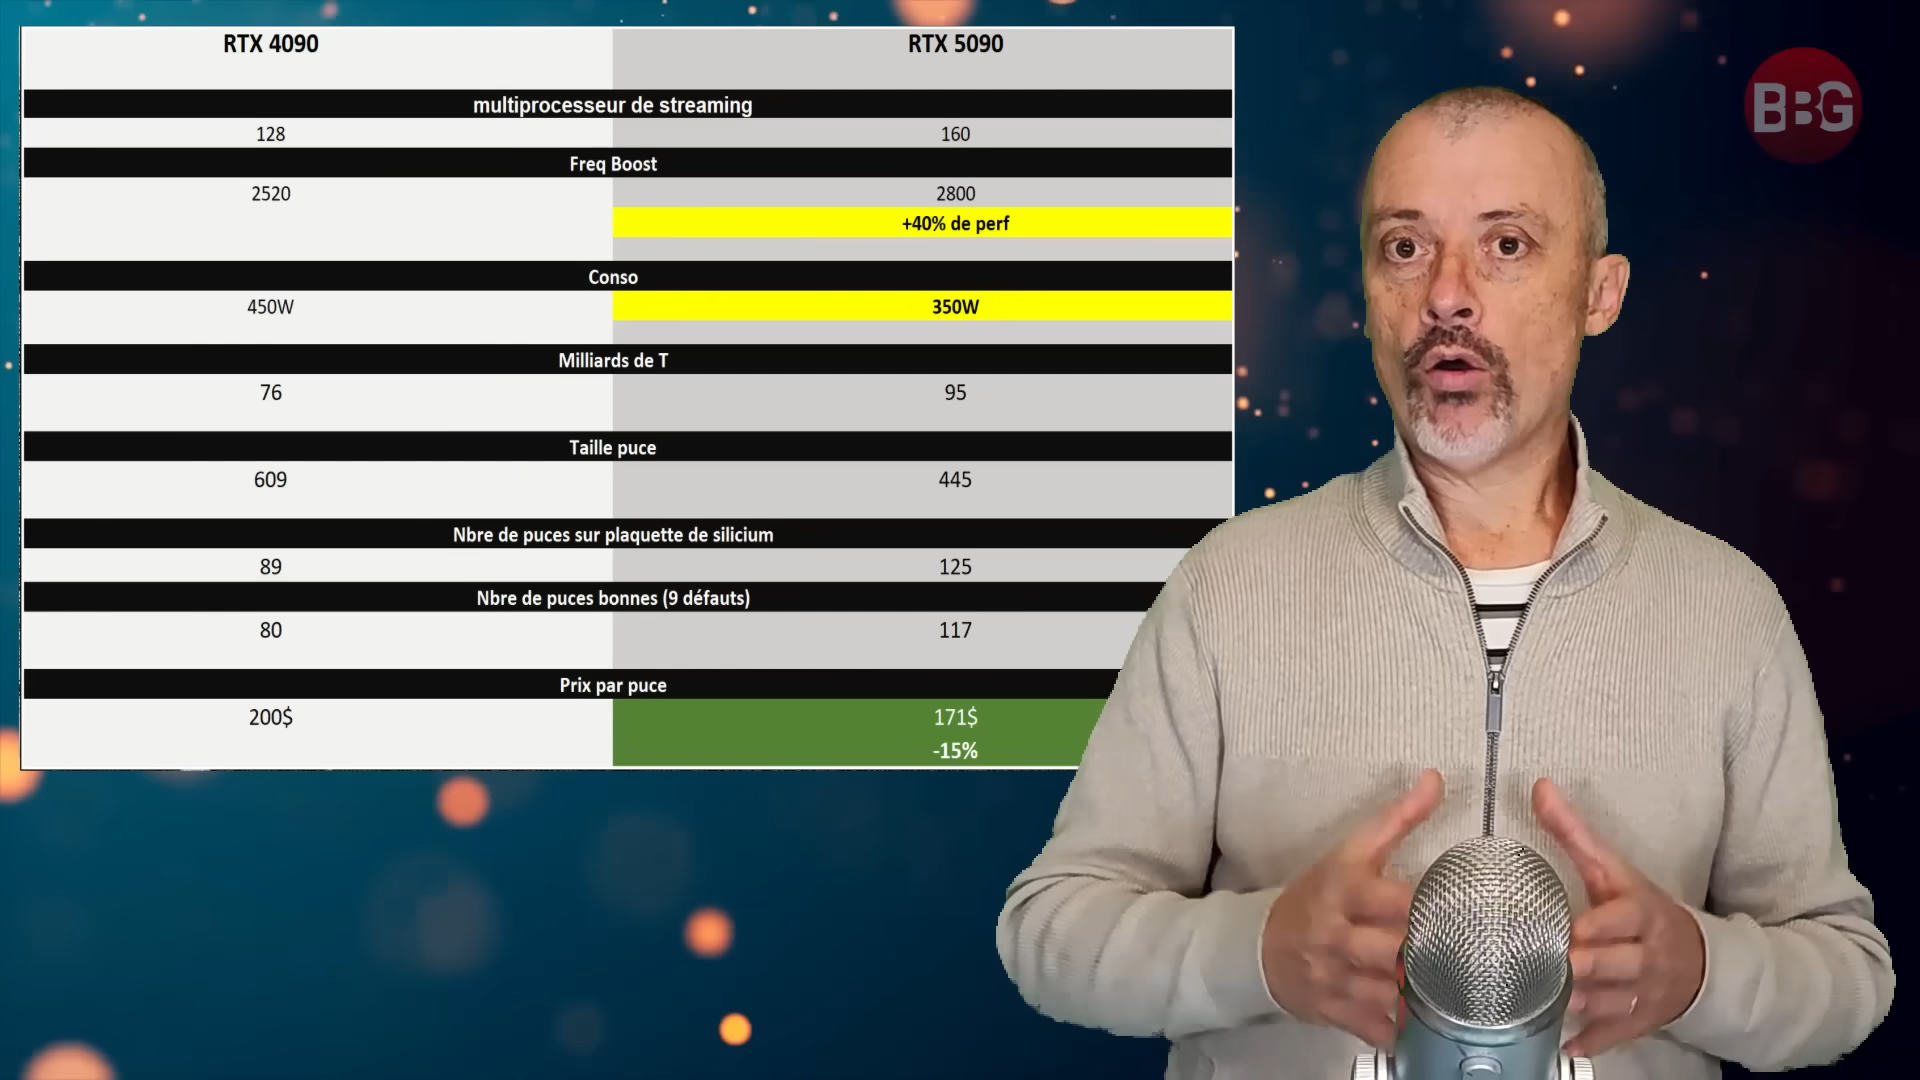 RTX 4090 RTX 5090
multiprocesseur de streaming
128 160
Freq Boost
2520 2800
+40% de perf
Conso
450W 350W
Milliards de T
76 95
Taille puce
609 445
Nbre de puces sur plaquette de silicium
89 125
Nbre de puces bonnes (9 défauts)
80 117
Prix par puce
200$ 171$
-15%
BBG